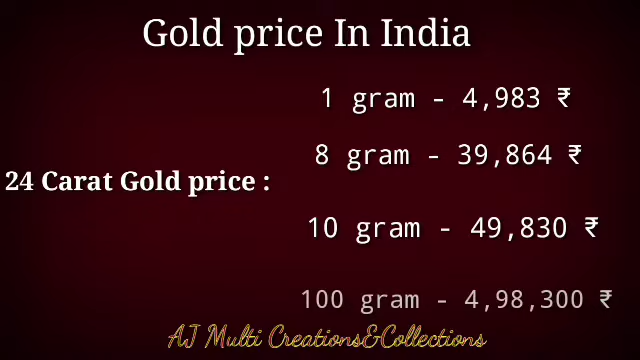 Gold price In India
1 gram - 4,983 ₹
8 gram - 39,864 ₹
24 Carat Gold price :
10 gram - 49,830 ₹
100 gram - 4,98,300 ₹
AJ Multi Creations&Collections